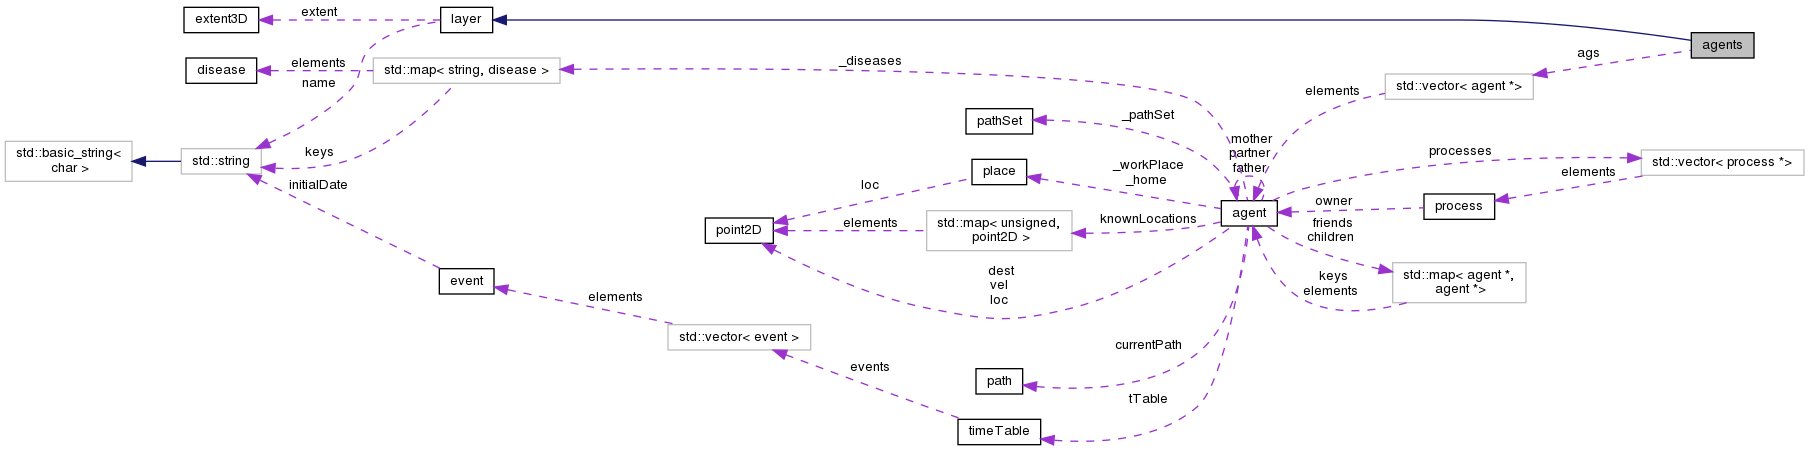 extent3D
extent
layer
agents
disease
elements
name
std::map< string, disease >
_diseases
ags
std::vector< agent *>
elements
pathSet
_pathSet
mother
partner
father
std::basic_string<
char >
std::string
keys
initialDate
place
_workPlace
_home
loc
processes
std::vector< process *>
elements
process
owner
agent
point2D
elements
std::map< unsigned,
point2D >
knownLocations
friends
children
event
dest
vel
loc
keys
elements
std::map< agent *,
agent *>
elements
std::vector< event >
currentPath
events
path
tTable
timeTable